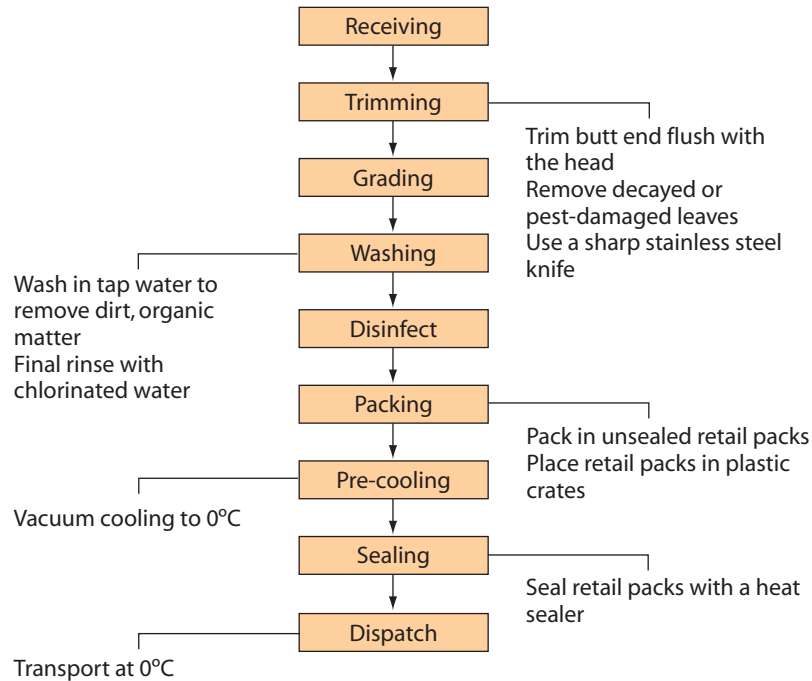 Receiving
Trimming
Trim butt end flush with
the head
Remove decayed or
pest-damaged leaves
Use a sharp stainless steel
knife
Grading
Washing
Wash in tap water to
remove dirt, organic
matter
Final rinse with
chlorinated water
Disinfect
Packing
Pack in unsealed retail packs
Place retail packs in plastic
crates
Pre-cooling
Vacuum cooling to 0ºC
Sealing
Seal retail packs with a heat
sealer
Dispatch
Transport at 0ºC